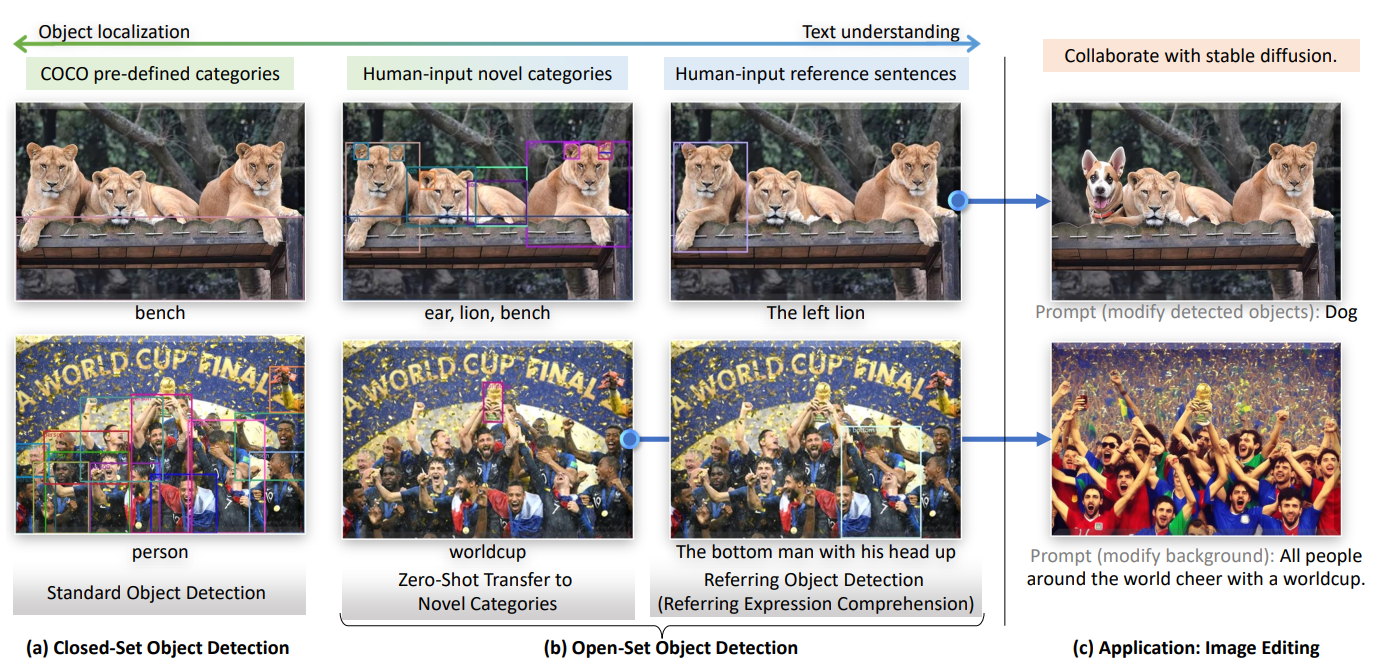 Object localization
Text understanding
COCO pre-defined categories
Human-input novel categories
Human-input reference sentences
Collaborate with stable diffusion.
bench
ear, lion, bench
The left lion
Prompt (modify detected objects): Dog
A WORLD CUP FINAL
A WORLD CUP FINAL
A WORLD CUP FINAL
person
worldcup
The bottom man with his head up
Prompt (modify background): All people
around the world cheer with a worldcup.
Standard Object Detection
Zero-Shot Transfer to
Novel Categories
Referring Object Detection
(Referring Expression Comprehension)
(a) Closed-Set Object Detection
(b) Open-Set Object Detection
(c) Application: Image Editing